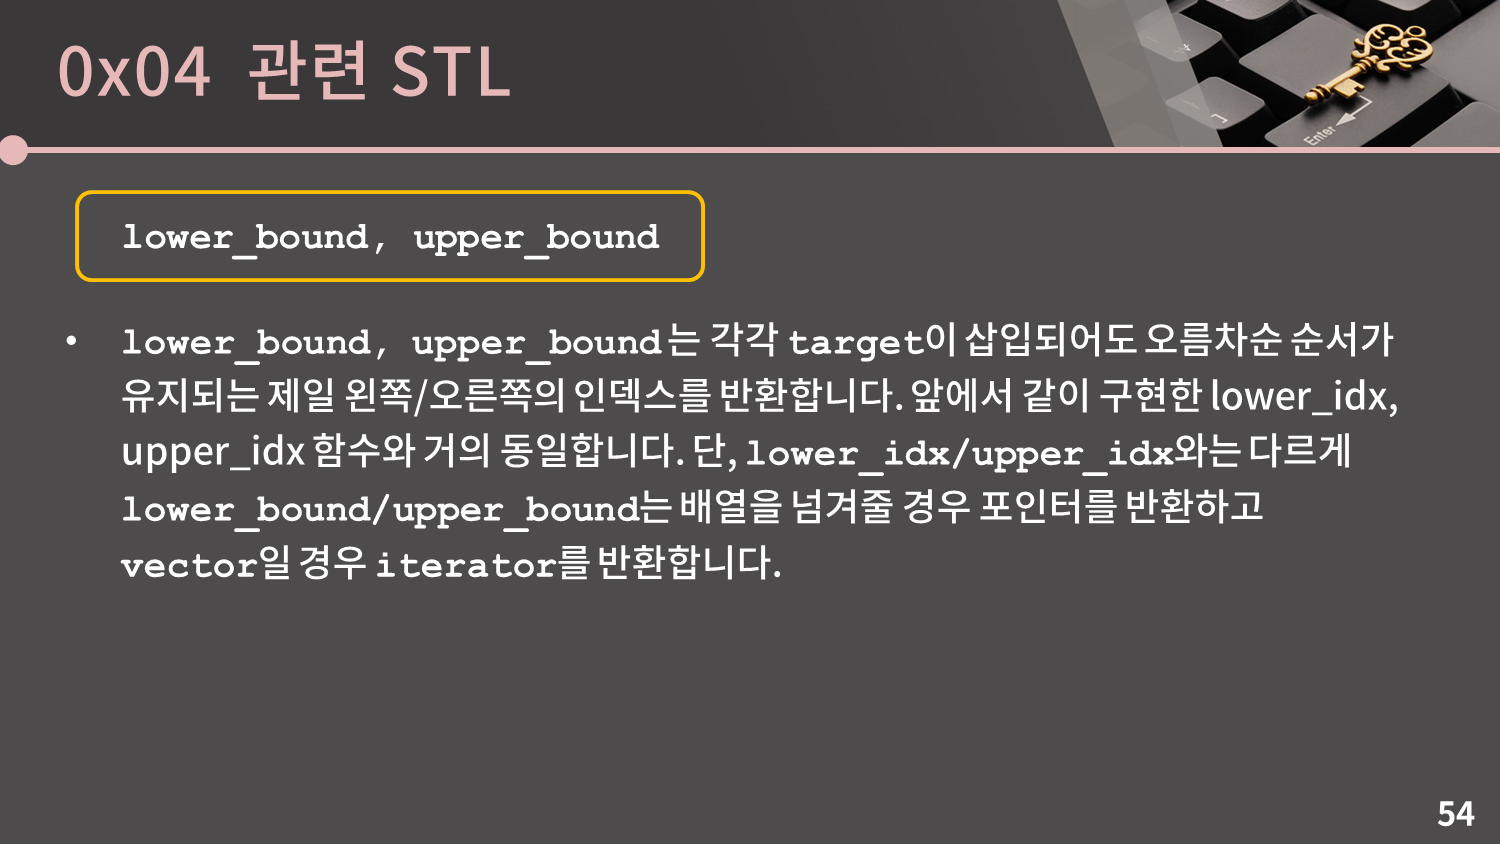 0x04 관련 STL
Enter
lower_bound, upper_bound
• lower_bound, upper_bound는 각각 target이 삽입되어도 오름차순 순서가
유지되는 제일 왼쪽/오른쪽의 인덱스를 반환합니다. 앞에서 같이 구현한 lower_idx,
upper_idx 함수와 거의 동일합니다. 단, lower_idx/upper_idx와는 다르게
lower_bound/upper_bound는 배열을 넘겨줄 경우 포인터를 반환하고
vector일 경우 iterator를 반환합니다.
54